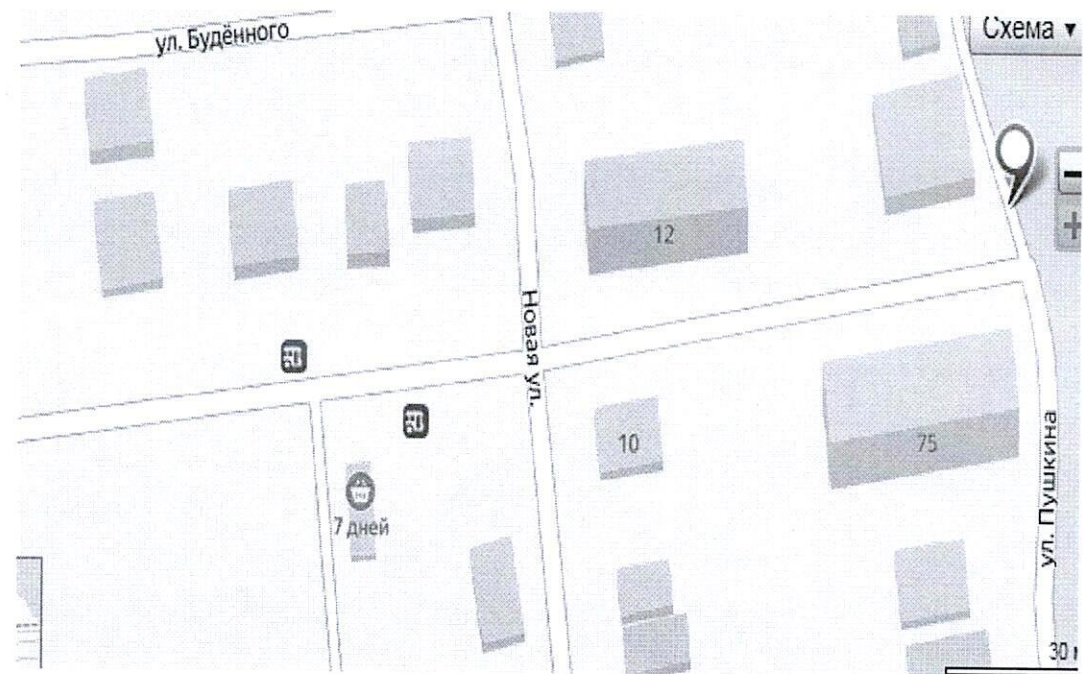 ул. Будённого
Схема
12
Новая ул.
10
75
7 дней
ул. Пушкина
30